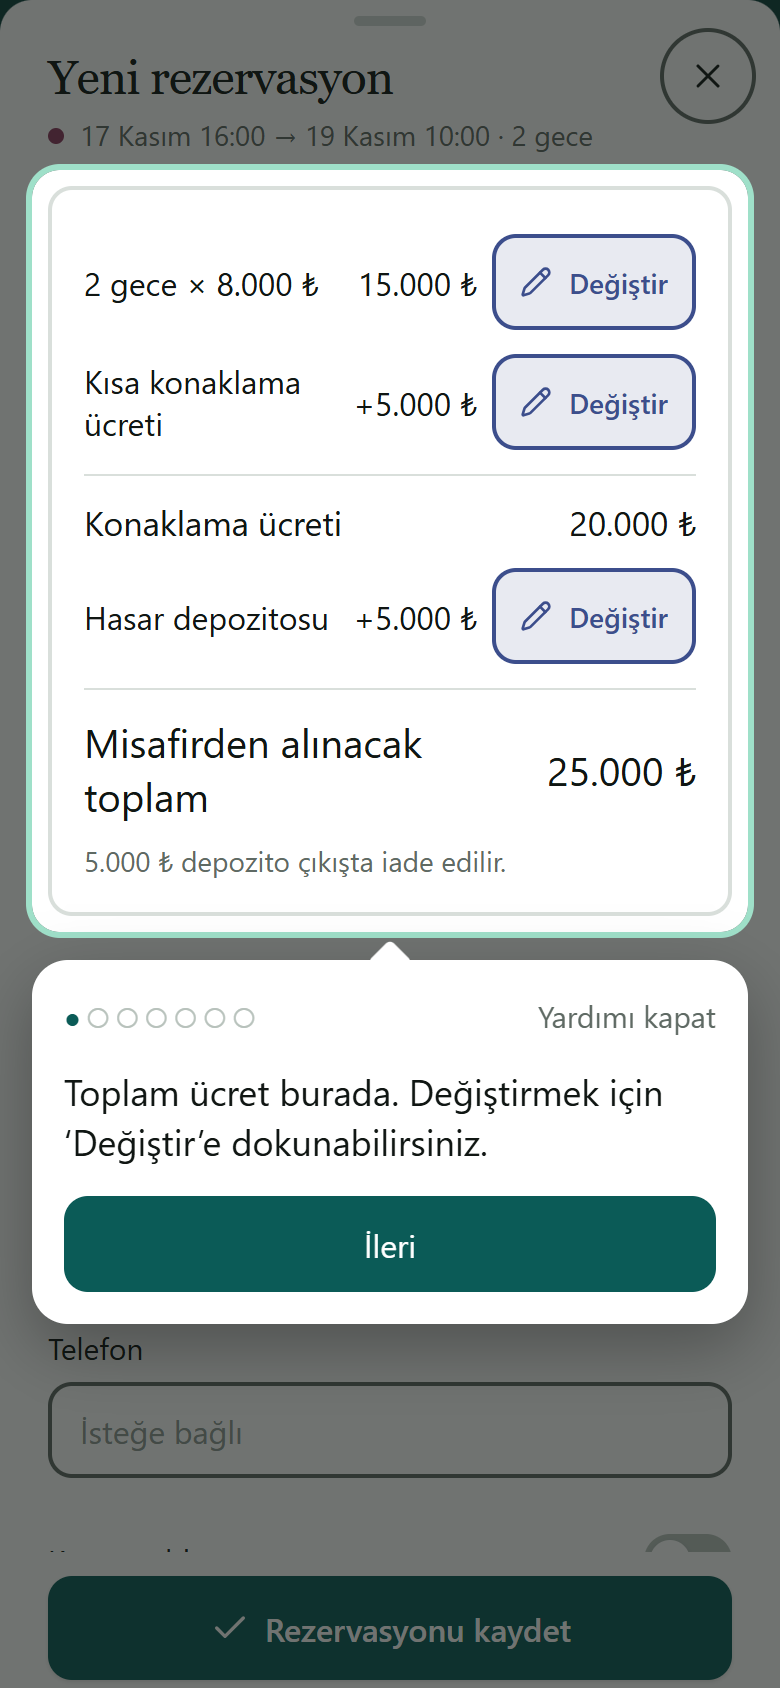 Yeni rezervasyon
17 Kasım 16:00 → 19 Kasım 10:00 · 2 gece
2 gece × 8.000 ₺ 15.000 ₺ Değiştir
Kısa konaklama
ücreti
+5.000 ₺ Değiştir
Konaklama ücreti 20.000 ₺
Hasar depozitosu +5.000 ₺ Değiştir
Misafirden alınacak
toplam
25.000 ₺
5.000 ₺ depozito çıkışta iade edilir.
Yardımı kapat
Toplam ücret burada. Değiştirmek için
‘Değiştir’e dokunabilirsiniz.
İleri
Telefon
İsteğe bağlı
Rezervasyonu kaydet